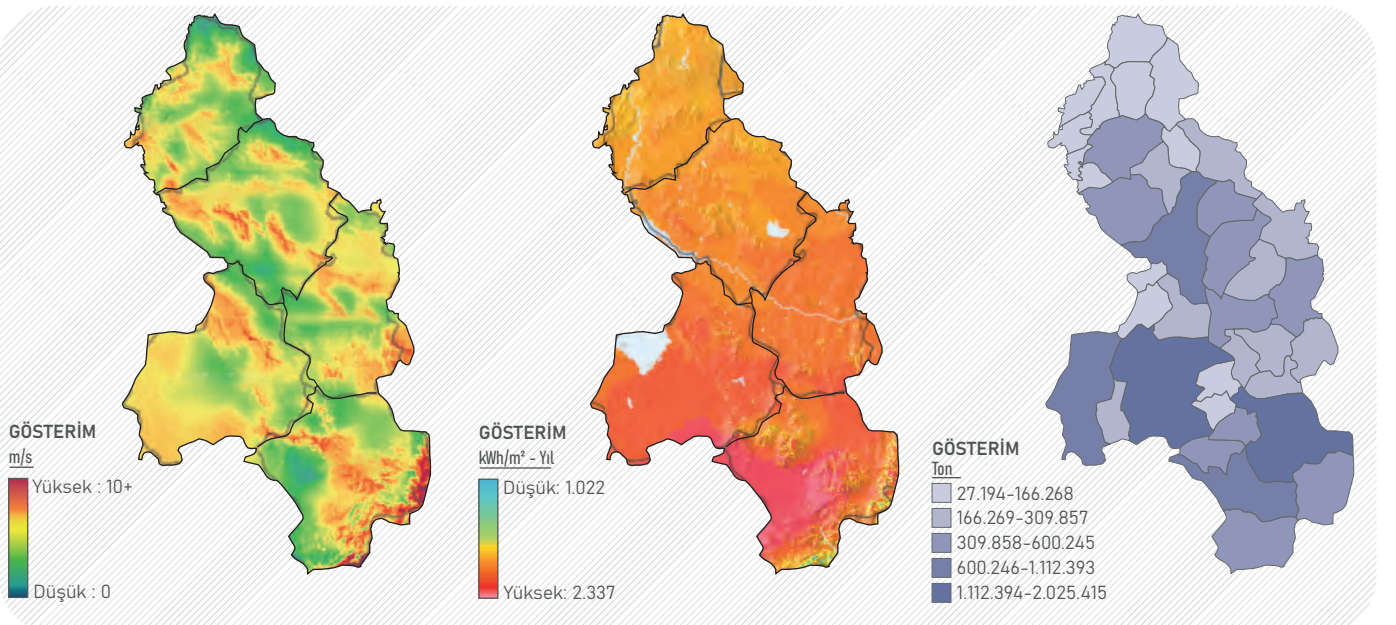 GÖSTERİM
m/s
Yüksek : 10+
Düşük : 0
GÖSTERİM
kWh/m² - Yıl
Düşük: 1.022
Yüksek: 2.337
GÖSTERİM
Ton
27.194-166.268
166.269-309.857
309.858-600.245
600.246-1.112.393
1.112.394-2.025.415